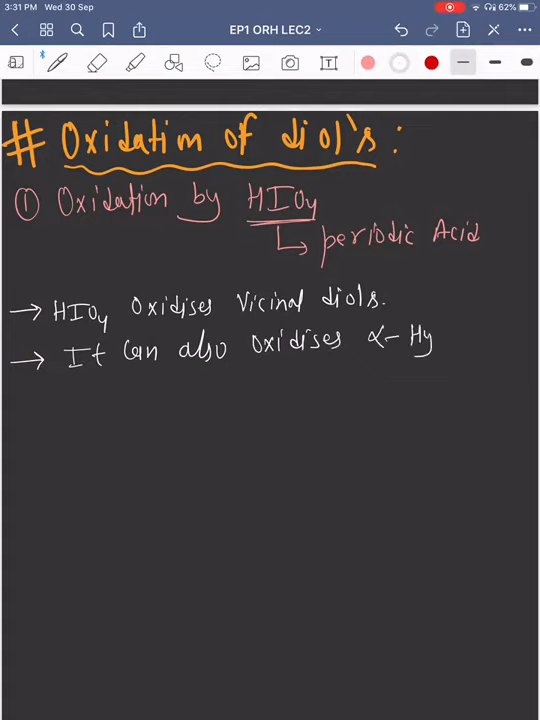 3:31 PM Wed 30 Sep 62%
EP1 ORH LEC2
# Oxidation of diol's :
① Oxidation by HIO4
periodic Acid
→ HIO4 Oxidises Vicinal diols.
→ It Can also oxidises α- Hy